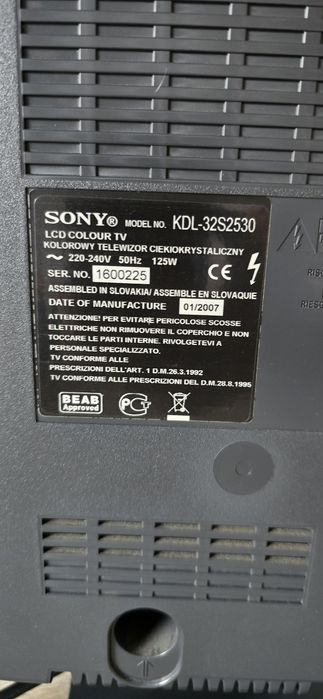 SONY® MODEL NO. KDL-32S2530
LCD COLOUR TV
KOLOROWY TELEWIZOR CIEKŁOKRYSTALICZNY
~ 220-240V 50Hz 125W
SER. NO. 1600225
CE
ASSEMBLED IN SLOVAKIA/ ASSEMBLE EN SLOVAQUIE
DATE OF MANUFACTURE 01/2007
ATTENZIONE! PER EVITARE PERICOLOSE SCOSSE
ELETTRICHE NON RIMUOVERE IL COPERCHIO E NON
TOCCARE LE PARTI INTERNE. RIVOLGETEVI A
PERSONALE SPECIALIZZATO.
TV CONFORME ALLE
PRESCRIZIONI DELL'ART. 1 D.M.26.3.1992
TV CONFORME ALLE PRESCRIZIONI DEL D.M.28.8.1995
BEAB
Approved